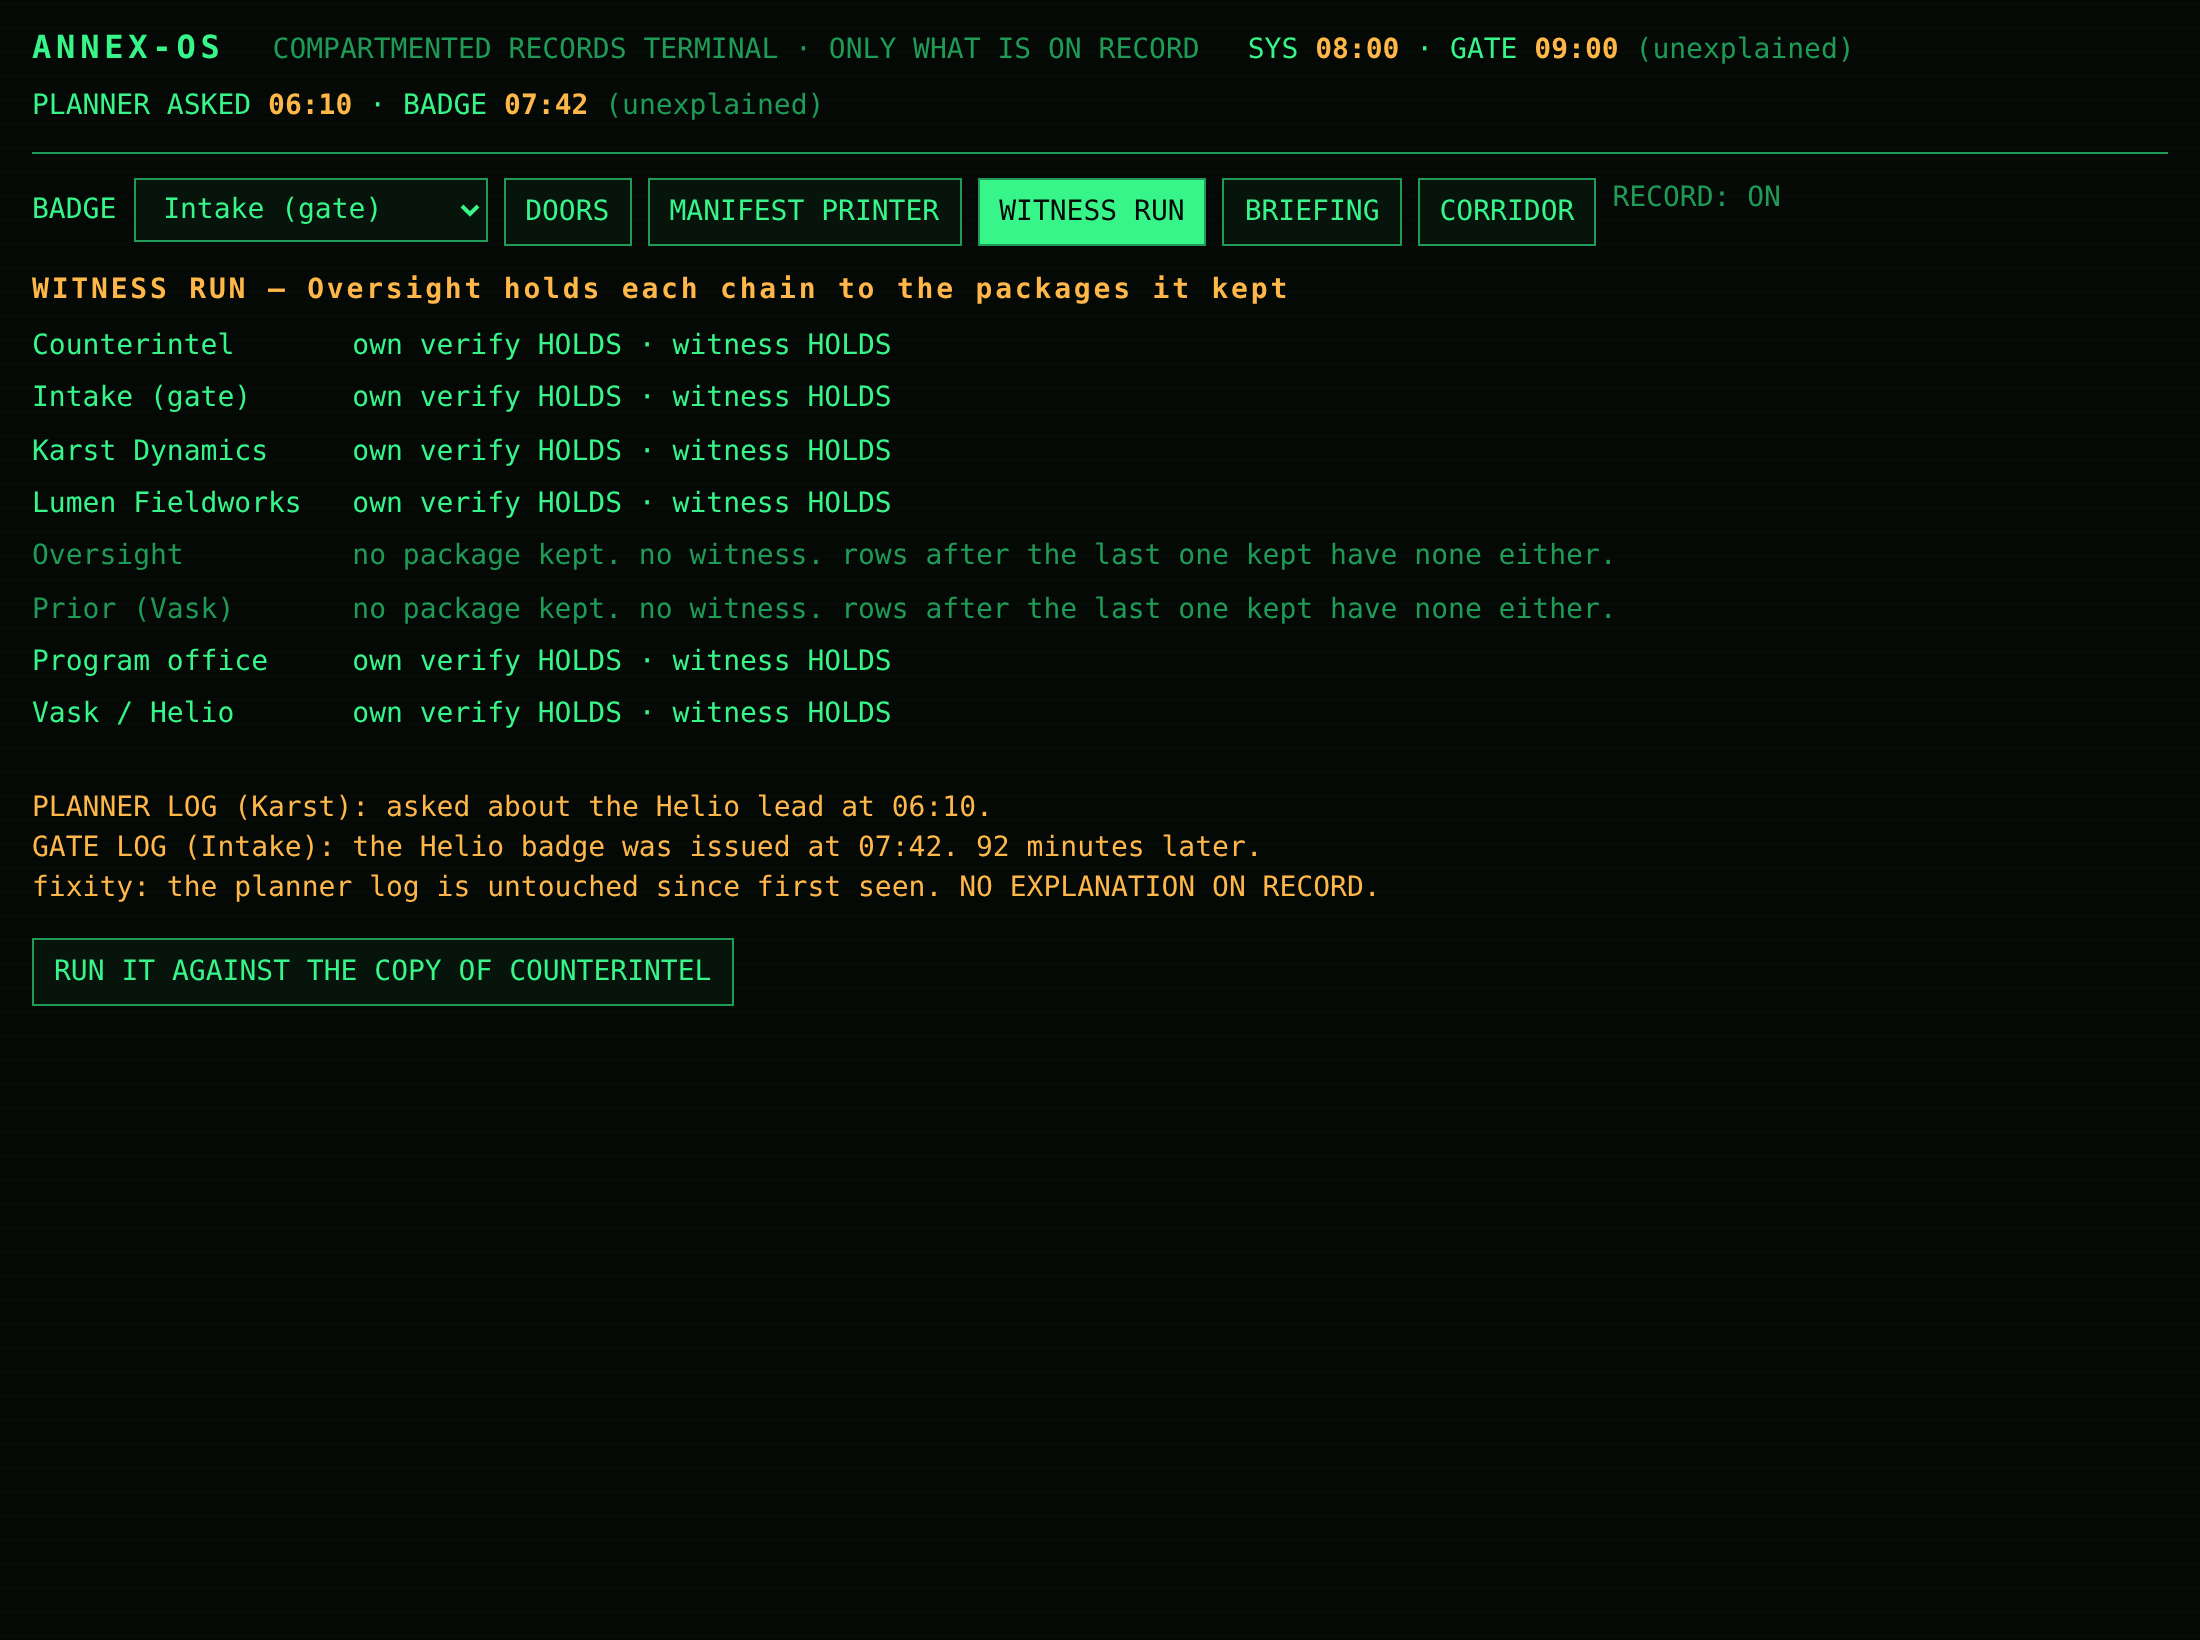 ANNEX-OS COMPARTMENTED RECORDS TERMINAL · ONLY WHAT IS ON RECORD SYS 08:00 · GATE 09:00 (unexplained)
PLANNER ASKED 06:10 · BADGE 07:42 (unexplained)
BADGE Intake (gate) DOORS MANIFEST PRINTER WITNESS RUN BRIEFING CORRIDOR RECORD: ON
WITNESS RUN — Oversight holds each chain to the packages it kept
Counterintel own verify HOLDS · witness HOLDS
Intake (gate) own verify HOLDS · witness HOLDS
Karst Dynamics own verify HOLDS · witness HOLDS
Lumen Fieldworks own verify HOLDS · witness HOLDS
Oversight no package kept. no witness. rows after the last one kept have none either.
Prior (Vask) no package kept. no witness. rows after the last one kept have none either.
Program office own verify HOLDS · witness HOLDS
Vask / Helio own verify HOLDS · witness HOLDS
PLANNER LOG (Karst): asked about the Helio lead at 06:10.
GATE LOG (Intake): the Helio badge was issued at 07:42. 92 minutes later.
fixity: the planner log is untouched since first seen. NO EXPLANATION ON RECORD.
RUN IT AGAINST THE COPY OF COUNTERINTEL